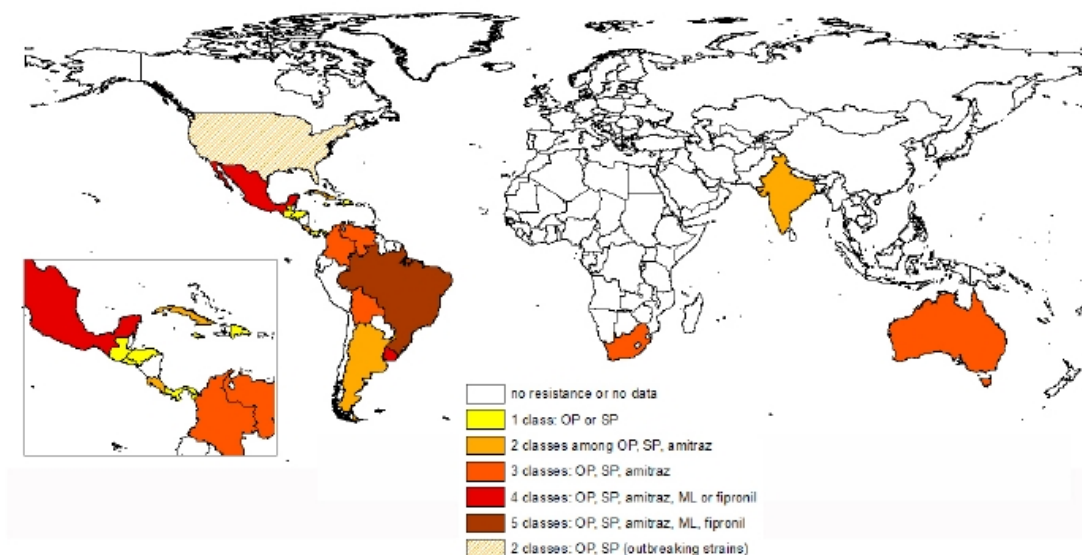 no resistance or no data
1 class: OP or SP
2 classes among OP, SP, amitraz
3 classes: OP, SP, amitraz
4 classes: OP, SP, amitraz, ML or fipronil
5 classes: OP, SP, amitraz, ML, fipronil
2 classes: OP, SP (outbreaking strains)